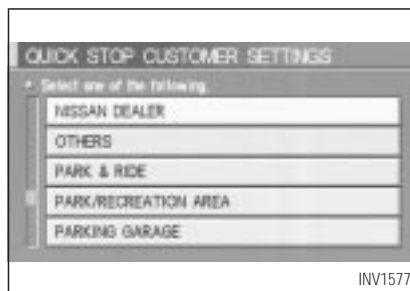 QUICK STOP CUSTOMER SETTINGS
Select one of the following.
NISSAN DEALER
OTHERS
PARK & RIDE
PARK/RECREATION AREA
PARKING GARAGE
INV1577